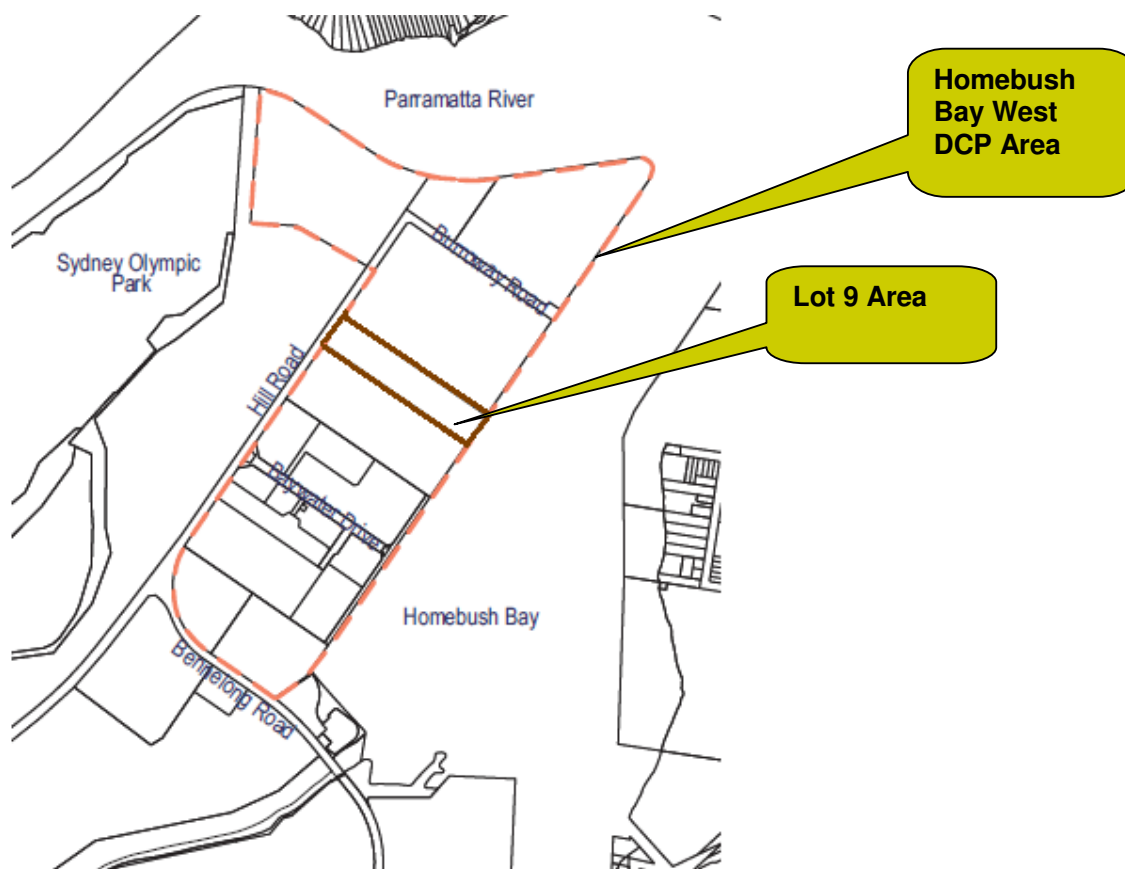 Parramatta River
Homebush
Bay West
DCP Area
Burroway Road
Sydney Olympic
Park
Lot 9 Area
Hill Road
Baywater Drive
Homebush Bay
Bennelong Road